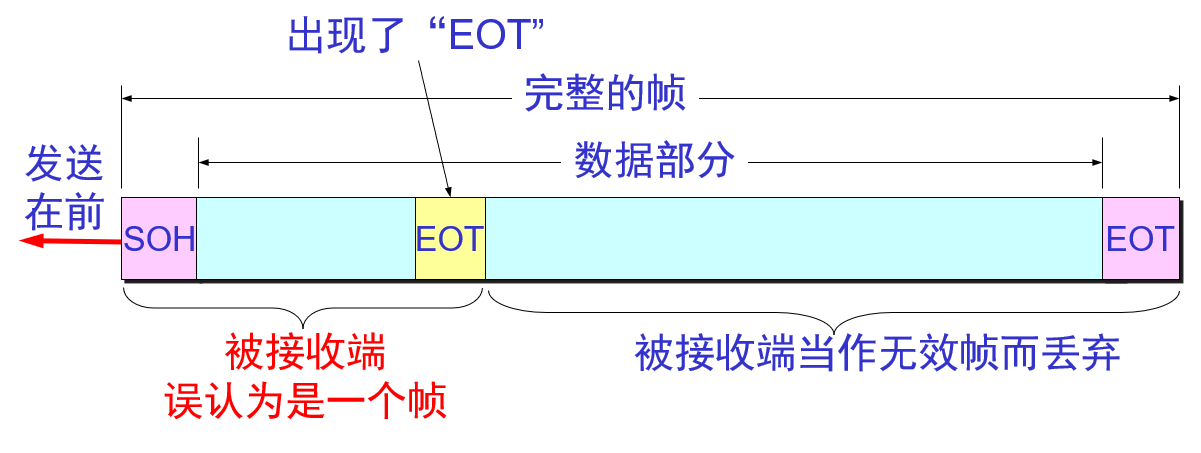 出现了“EOT”
完整的帧
数据部分
发送
在前
SOH
EOT
EOT
被接收端
误认为是一个帧
被接收端当作无效帧而丢弃